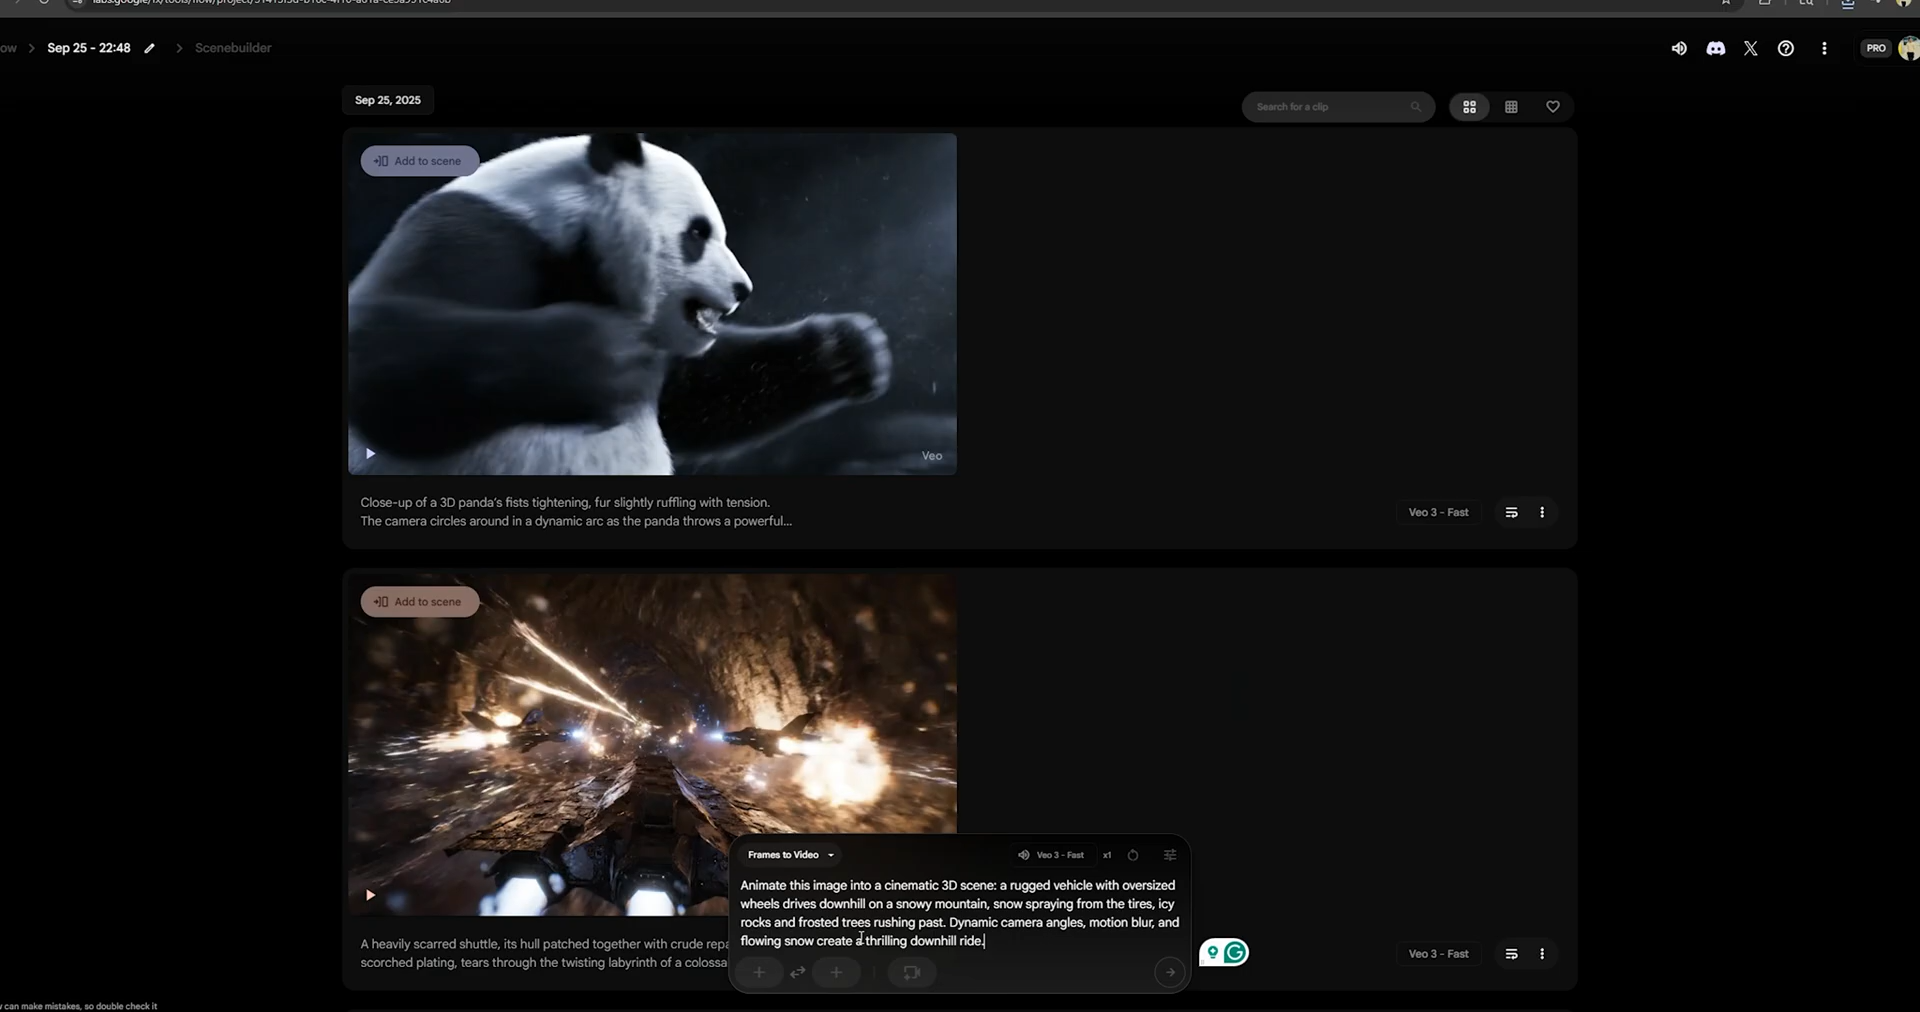 ow > Sep 25 - 22:48 > Scenebuilder
PRO
Sep 25, 2025
Search for a clip
Add to scene
Veo
Close-up of a 3D panda's fists tightening, fur slightly ruffling with tension.
The camera circles around in a dynamic arc as the panda throws a powerful...
Veo 3 - Fast
Add to scene
A heavily scarred shuttle, its hull patched together with crude repa
scorched plating, tears through the twisting labyrinth of a colossa
Veo 3 - Fast
Frames to Video
Veo 3 - Fast x1
Animate this image into a cinematic 3D scene: a rugged vehicle with oversized
wheels drives downhill on a snowy mountain, snow spraying from the tires, icy
rocks and frosted trees rushing past. Dynamic camera angles, motion blur, and
flowing snow create a thrilling downhill ride.
can make mistakes, so double check it